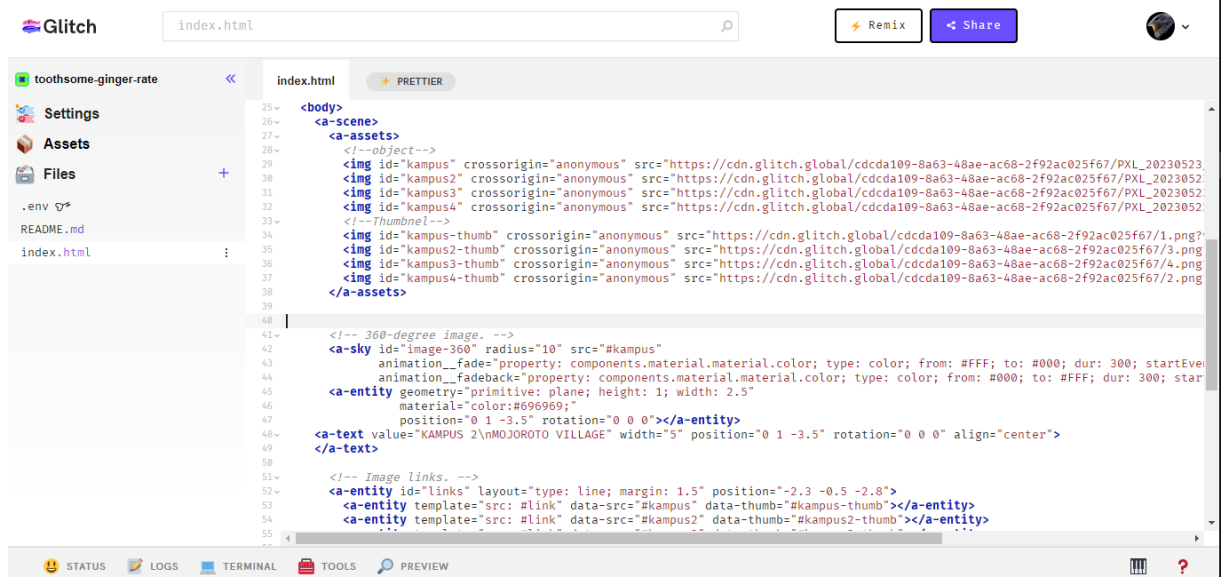 Glitch
index.html
Remix
Share
toothsome-ginger-rate
Settings
Assets
Files
+
.env
README.md
index.html
index.html
PRETTIER
25 <body>
26 <a-scene>
27 <a-assets>
28 <!--object-->
29 <img id="kampus" crossorigin="anonymous" src="https://cdn.glitch.global/cdcda109-8a63-48ae-ac68-2f92ac025f67/PXL_20230523_
30 <img id="kampus2" crossorigin="anonymous" src="https://cdn.glitch.global/cdcda109-8a63-48ae-ac68-2f92ac025f67/PXL_2023052
31 <img id="kampus3" crossorigin="anonymous" src="https://cdn.glitch.global/cdcda109-8a63-48ae-ac68-2f92ac025f67/PXL_2023052
32 <img id="kampus4" crossorigin="anonymous" src="https://cdn.glitch.global/cdcda109-8a63-48ae-ac68-2f92ac025f67/PXL_2023052
33 <!--Thumbnel-->
34 <img id="kampus-thumb" crossorigin="anonymous" src="https://cdn.glitch.global/cdcda109-8a63-48ae-ac68-2f92ac025f67/1.png?
35 <img id="kampus2-thumb" crossorigin="anonymous" src="https://cdn.glitch.global/cdcda109-8a63-48ae-ac68-2f92ac025f67/3.png
36 <img id="kampus3-thumb" crossorigin="anonymous" src="https://cdn.glitch.global/cdcda109-8a63-48ae-ac68-2f92ac025f67/4.png
37 <img id="kampus4-thumb" crossorigin="anonymous" src="https://cdn.glitch.global/cdcda109-8a63-48ae-ac68-2f92ac025f67/2.png
38 </a-assets>
39
40
41 <!-- 360-degree image. -->
42 <a-sky id="image-360" radius="10" src="#kampus"
43 animation__fade="property: components.material.material.color; type: color; from: #FFF; to: #000; dur: 300; startEve
44 animation__fadeback="property: components.material.material.color; type: color; from: #000; to: #FFF; dur: 300; star
45 <a-entity geometry="primitive: plane; height: 1; width: 2.5"
46 material="color:#696969;"
47 position="0 1 -3.5" rotation="0 0 0"></a-entity>
48 <a-text value="KAMPUS 2\nMOJOROTO VILLAGE" width="5" position="0 1 -3.5" rotation="0 0 0" align="center">
49 </a-text>
50
51 <!-- Image links. -->
52 <a-entity id="links" layout="type: line; margin: 1.5" position="-2.3 -0.5 -2.8">
53 <a-entity template="src: #link" data-src="#kampus" data-thumb="#kampus-thumb"></a-entity>
54 <a-entity template="src: #link" data-src="#kampus2" data-thumb="#kampus2-thumb"></a-entity>
55
STATUS
LOGS
TERMINAL
TOOLS
PREVIEW
?